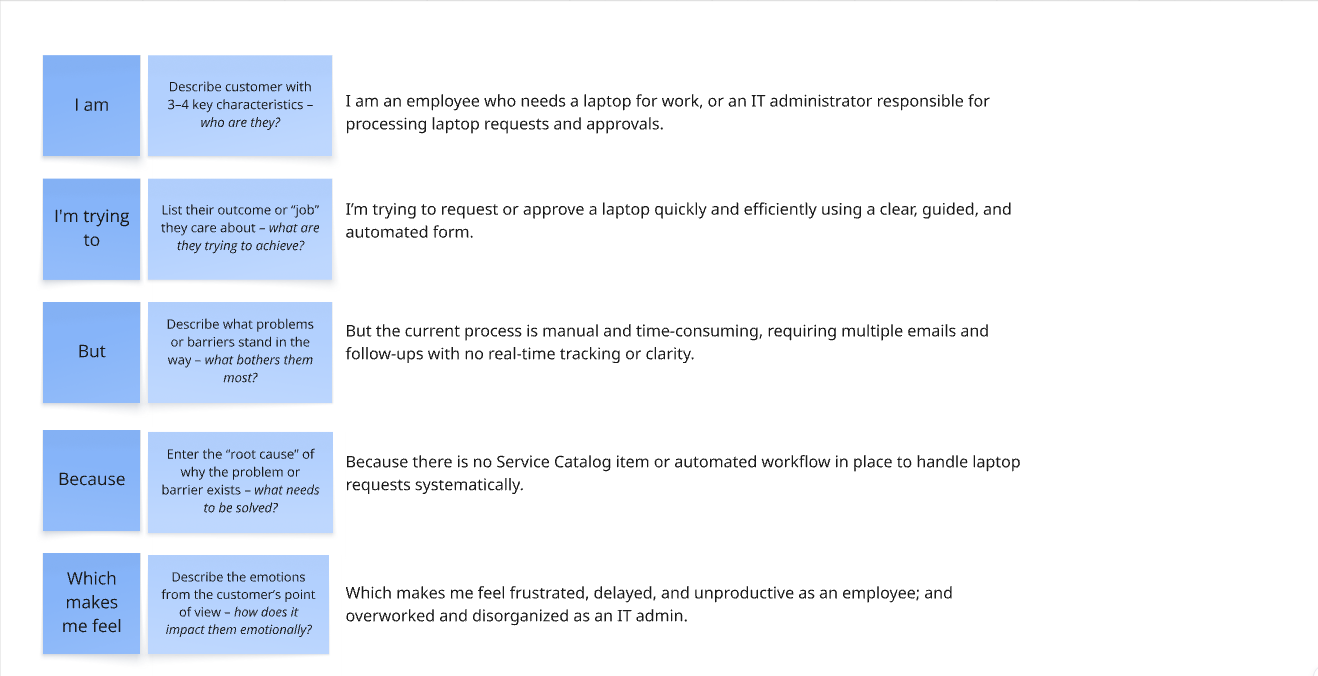 I am
Describe customer with
3–4 key characteristics –
who are they?
I am an employee who needs a laptop for work, or an IT administrator responsible for
processing laptop requests and approvals.
I'm trying
to
List their outcome or “job”
they care about – what are
they trying to achieve?
I’m trying to request or approve a laptop quickly and efficiently using a clear, guided, and
automated form.
But
Describe what problems
or barriers stand in the
way – what bothers them
most?
But the current process is manual and time-consuming, requiring multiple emails and
follow-ups with no real-time tracking or clarity.
Because
Enter the “root cause” of
why the problem or
barrier exists – what needs
to be solved?
Because there is no Service Catalog item or automated workflow in place to handle laptop
requests systematically.
Which
makes
me feel
Describe the emotions
from the customer’s point
of view – how does it
impact them emotionally?
Which makes me feel frustrated, delayed, and unproductive as an employee; and
overworked and disorganized as an IT admin.